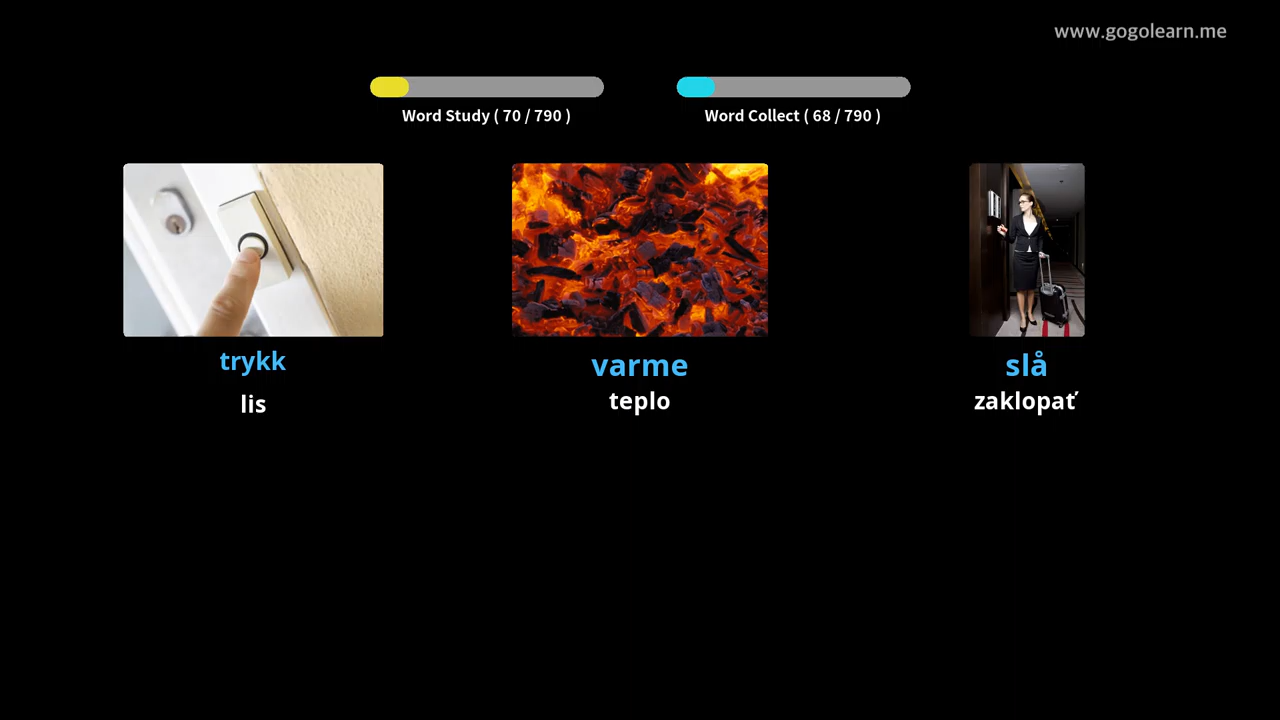 www.gogolearn.me
Word Study ( 70 / 790 )
Word Collect ( 68 / 790 )
trykk
lis
varme
teplo
slå
zaklopať